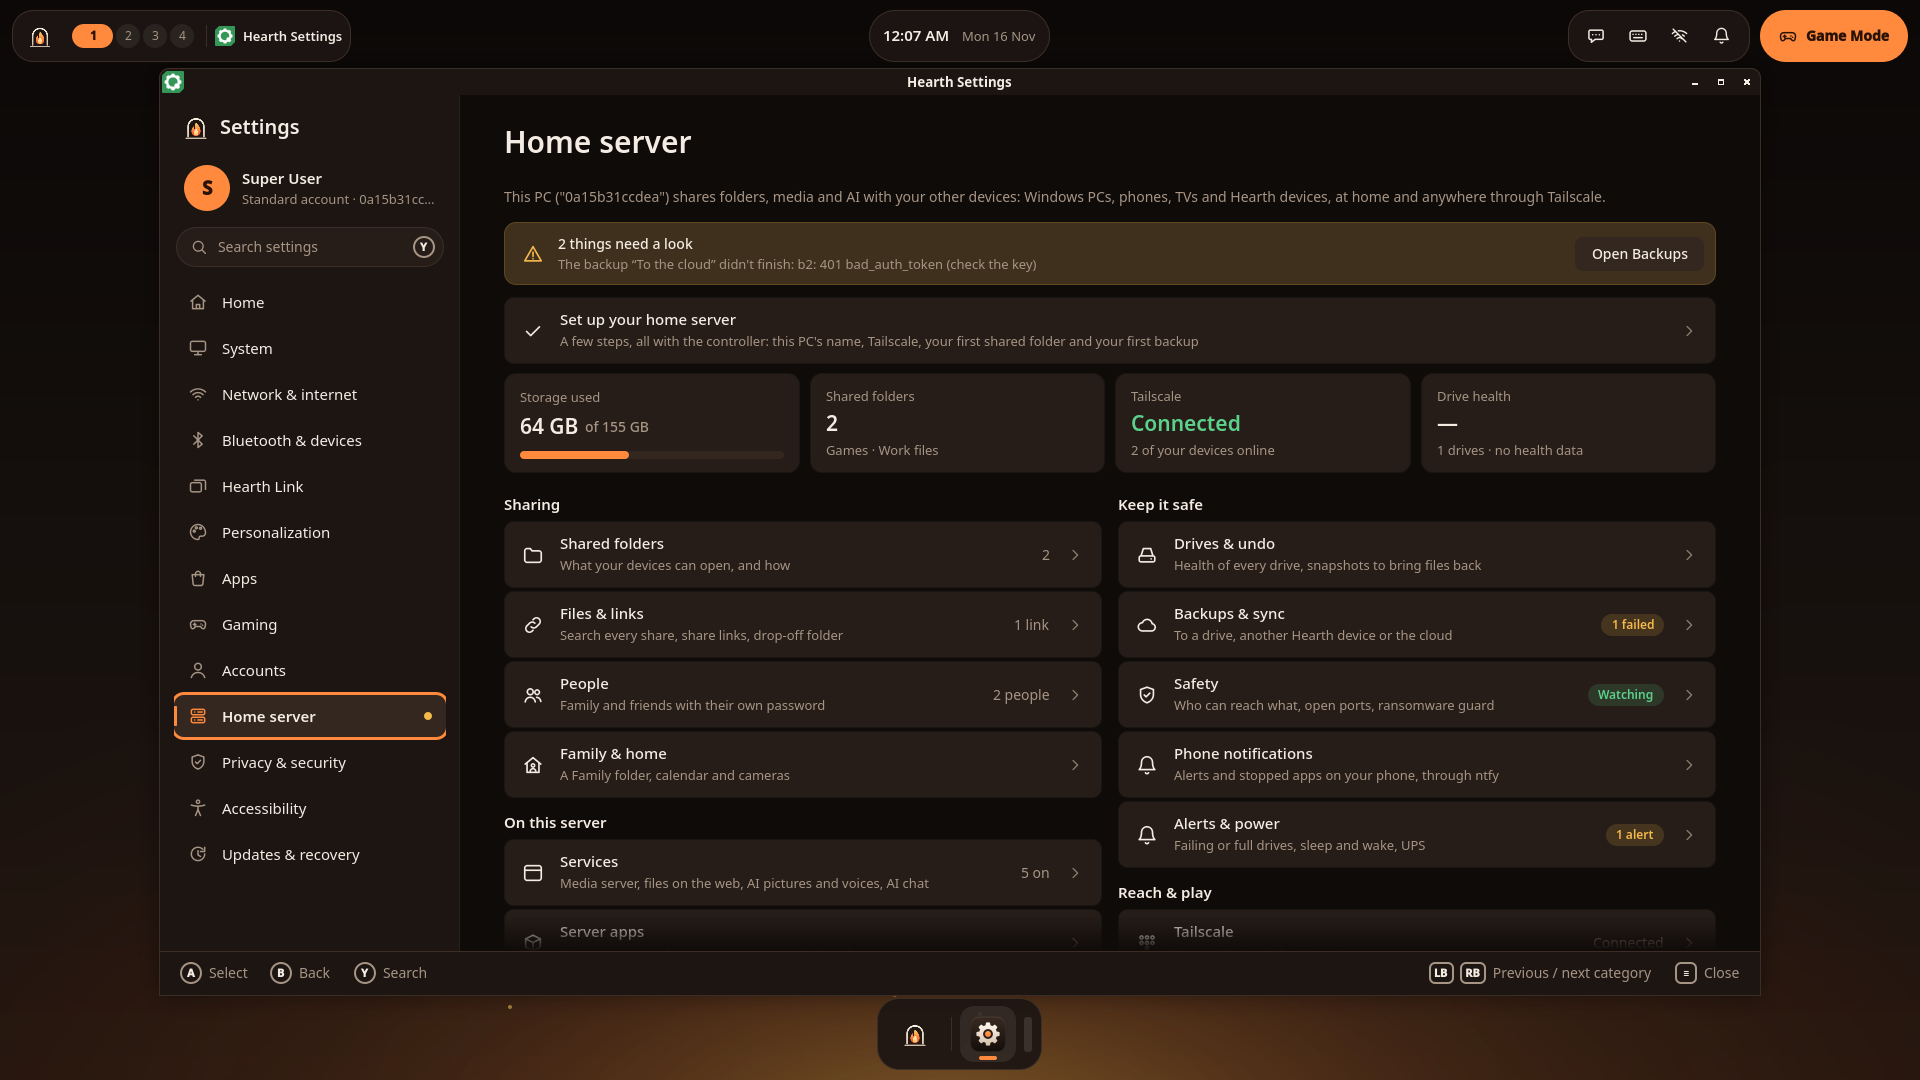 1 2 3 4 Hearth Settings
12:07 AM Mon 16 Nov
Game Mode
Hearth Settings
Settings
S
Super User
Standard account · 0a15b31cc...
Search settings Y
Home
System
Network & internet
Bluetooth & devices
Hearth Link
Personalization
Apps
Gaming
Accounts
Home server
Privacy & security
Accessibility
Updates & recovery
Home server
This PC ("0a15b31ccdea") shares folders, media and AI with your other devices: Windows PCs, phones, TVs and Hearth devices, at home and anywhere through Tailscale.
2 things need a look
The backup “To the cloud” didn't finish: b2: 401 bad_auth_token (check the key)
Open Backups
Set up your home server
A few steps, all with the controller: this PC's name, Tailscale, your first shared folder and your first backup
Storage used
64 GB of 155 GB
Shared folders
2
Games · Work files
Tailscale
Connected
2 of your devices online
Drive health
—
1 drives · no health data
Sharing
Shared folders
What your devices can open, and how
2
Files & links
Search every share, share links, drop-off folder
1 link
People
Family and friends with their own password
2 people
Family & home
A Family folder, calendar and cameras
On this server
Services
Media server, files on the web, AI pictures and voices, AI chat
5 on
Server apps
Keep it safe
Drives & undo
Health of every drive, snapshots to bring files back
Backups & sync
To a drive, another Hearth device or the cloud
1 failed
Safety
Who can reach what, open ports, ransomware guard
Watching
Phone notifications
Alerts and stopped apps on your phone, through ntfy
Alerts & power
Failing or full drives, sleep and wake, UPS
1 alert
Reach & play
Tailscale
Connected
A Select B Back Y Search
LB RB Previous / next category ≡ Close